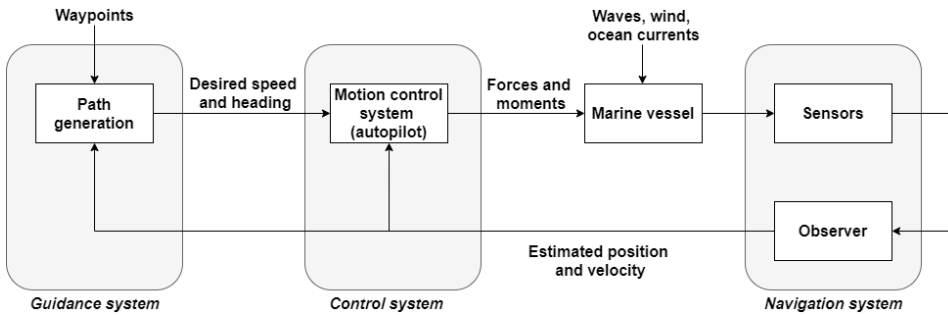 Waypoints
Waves, wind,
ocean currents
Path
generation
Desired speed
and heading
Motion control
system
(autopilot)
Forces and
moments
Marine vessel
Sensors
Observer
Estimated position
and velocity
Guidance system
Control system
Navigation system